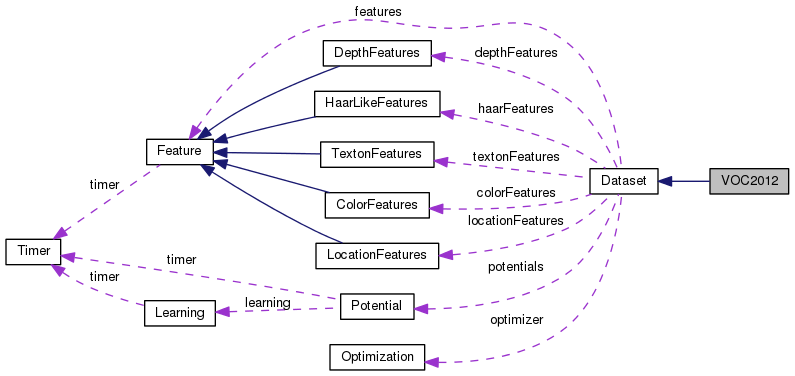 features
DepthFeatures
depthFeatures
HaarLikeFeatures
haarFeatures
Feature
TextonFeatures
textonFeatures
Dataset
VOC2012
timer
ColorFeatures
colorFeatures
locationFeatures
Timer
LocationFeatures
timer
potentials
timer
learning
Potential
Learning
optimizer
Optimization